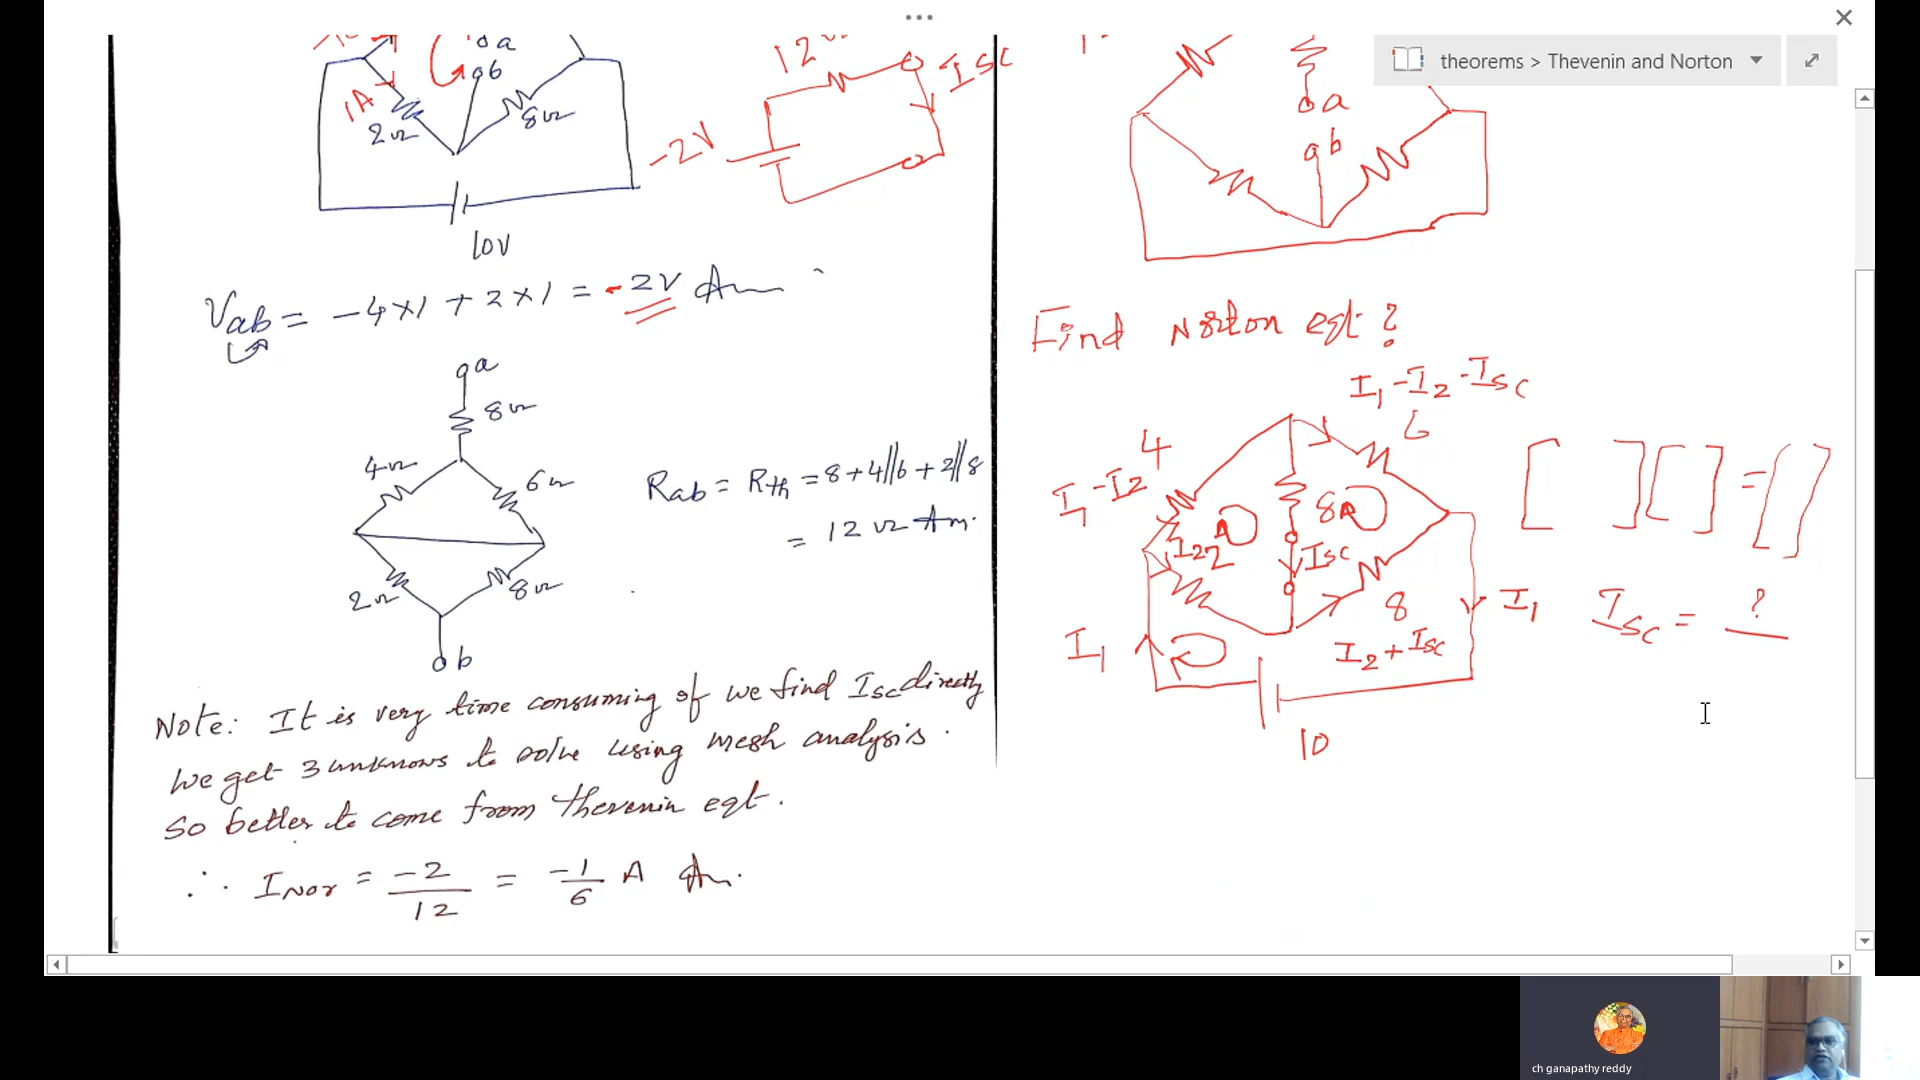 theorems > Thevenin and Norton
a
b
1A
2Ω
8Ω
10V
-2V
Isc
a
b
Vab = -4×1 + 2×1 = -2V Ans
a
8Ω
4Ω
6Ω
2Ω
8Ω
b
Rab = Rth = 8+4||6+2||8
= 12 Ω Ans.
Note: It is very time consuming if we find Isc directly
we get 3 unknows to solve using mesh analysis.
so better to come from Thevenin eqt.
∴ INor = -2/12 = -1/6 A Ans.
Find Norton eqt?
I1 - I2 - Isc
6
4
I1 - I2
8
I2
2
Isc
8
I2 + Isc
I1
I1
10
[ ] [ ] = [ ]
Isc = ?
ch ganapathy reddy